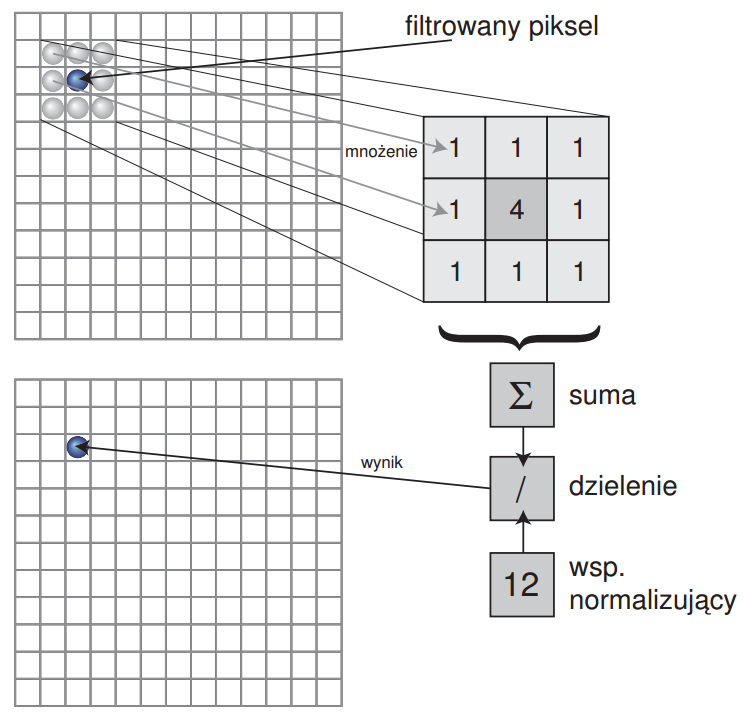 filtrowany piksel
mnożenie
1 1 1
1 4 1
1 1 1
Σ
suma
wynik
/
dzielenie
12
wsp.
normalizujący